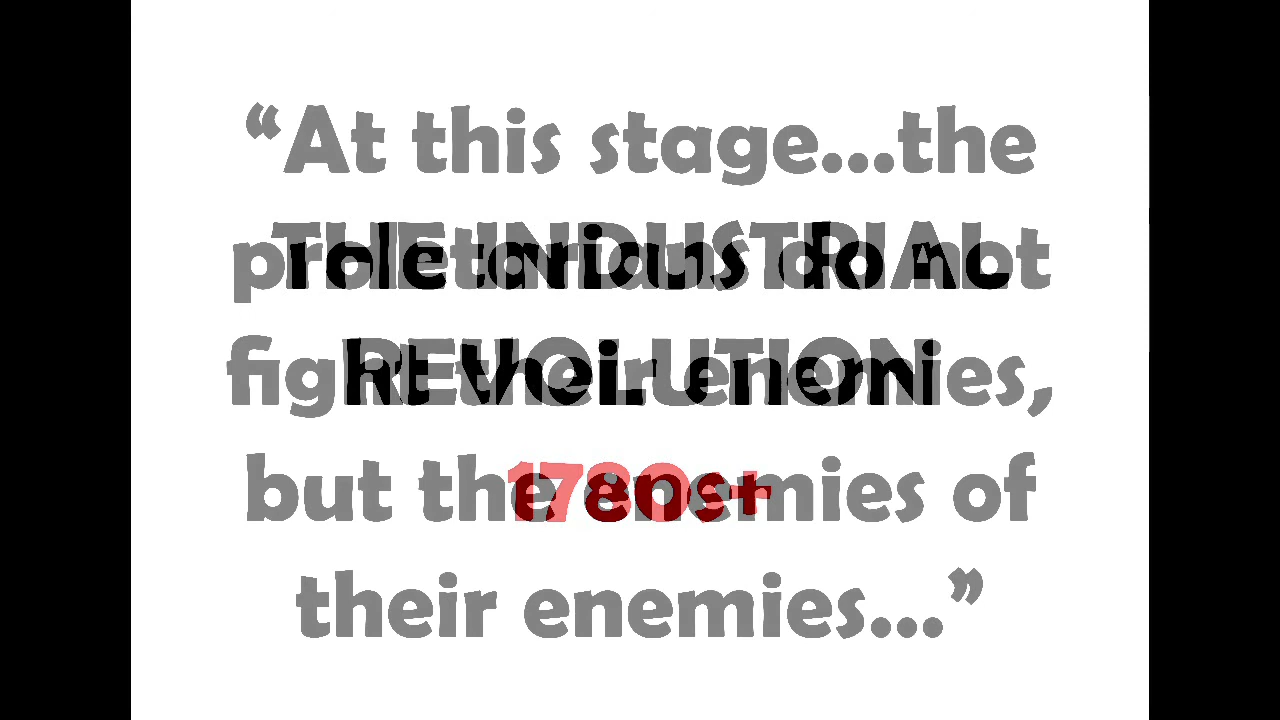 “At this stage...the
proletarians do not
fight their enemies,
but the enemies of
their enemies...”
THE INDUSTRIAL
REVOLUTION
1780s+